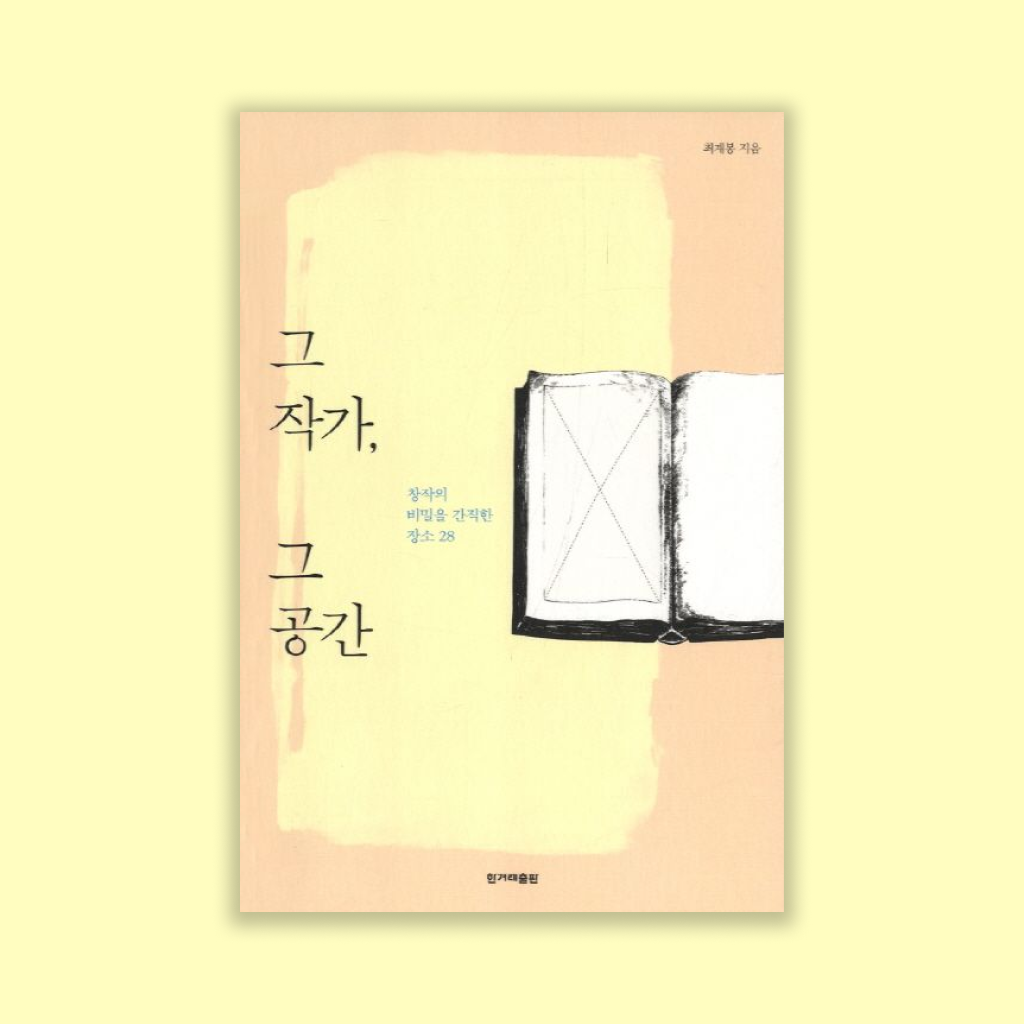 최재봉 지음
그
작가,
창작의
비밀을 간직한
장소 28
그
공간
한겨레출판